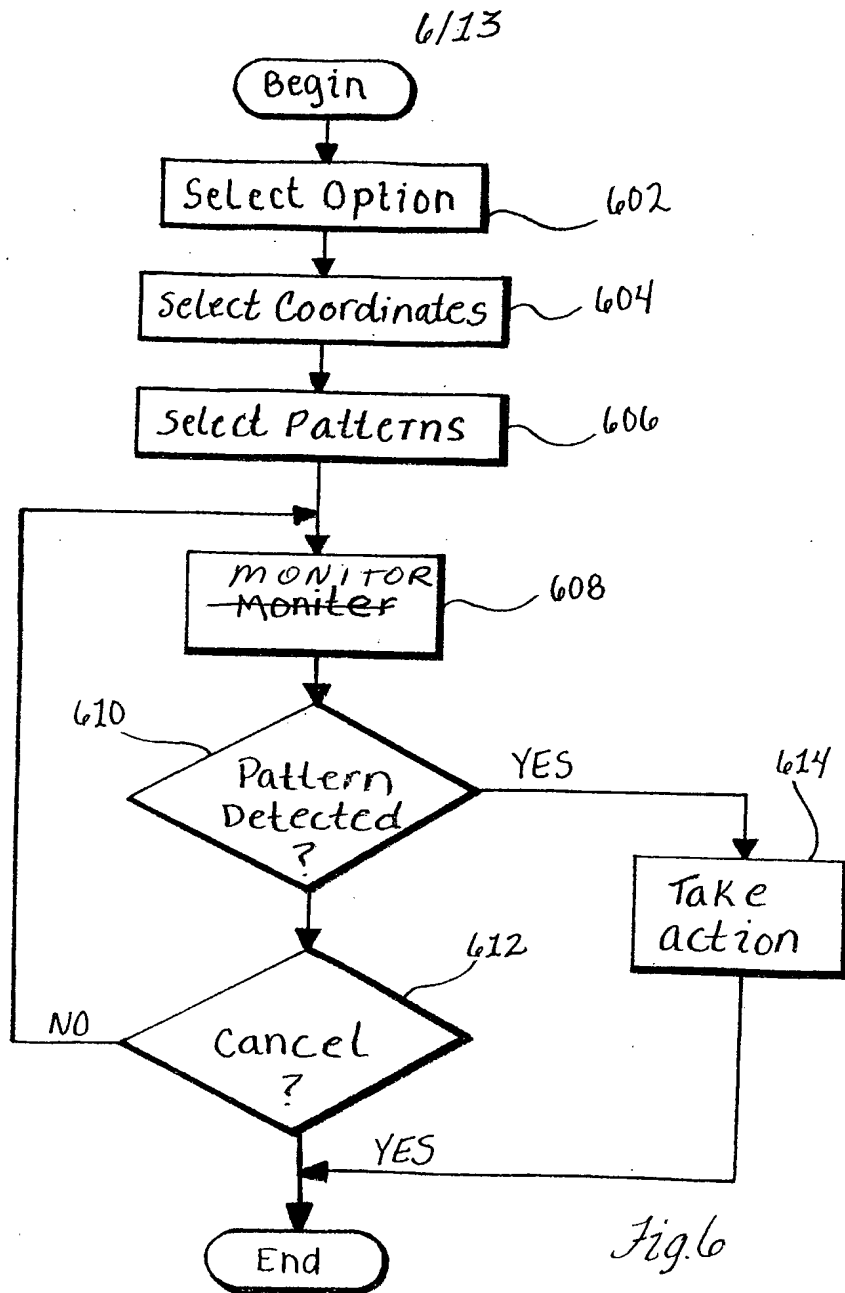 6/13
Begin
Select Option
602
Select Coordinates
604
Select Patterns
606
MONITOR
Moniter
608
610
Pattern
Detected
?
YES
614
Take
action
612
Cancel
?
NO
YES
End
Fig.6